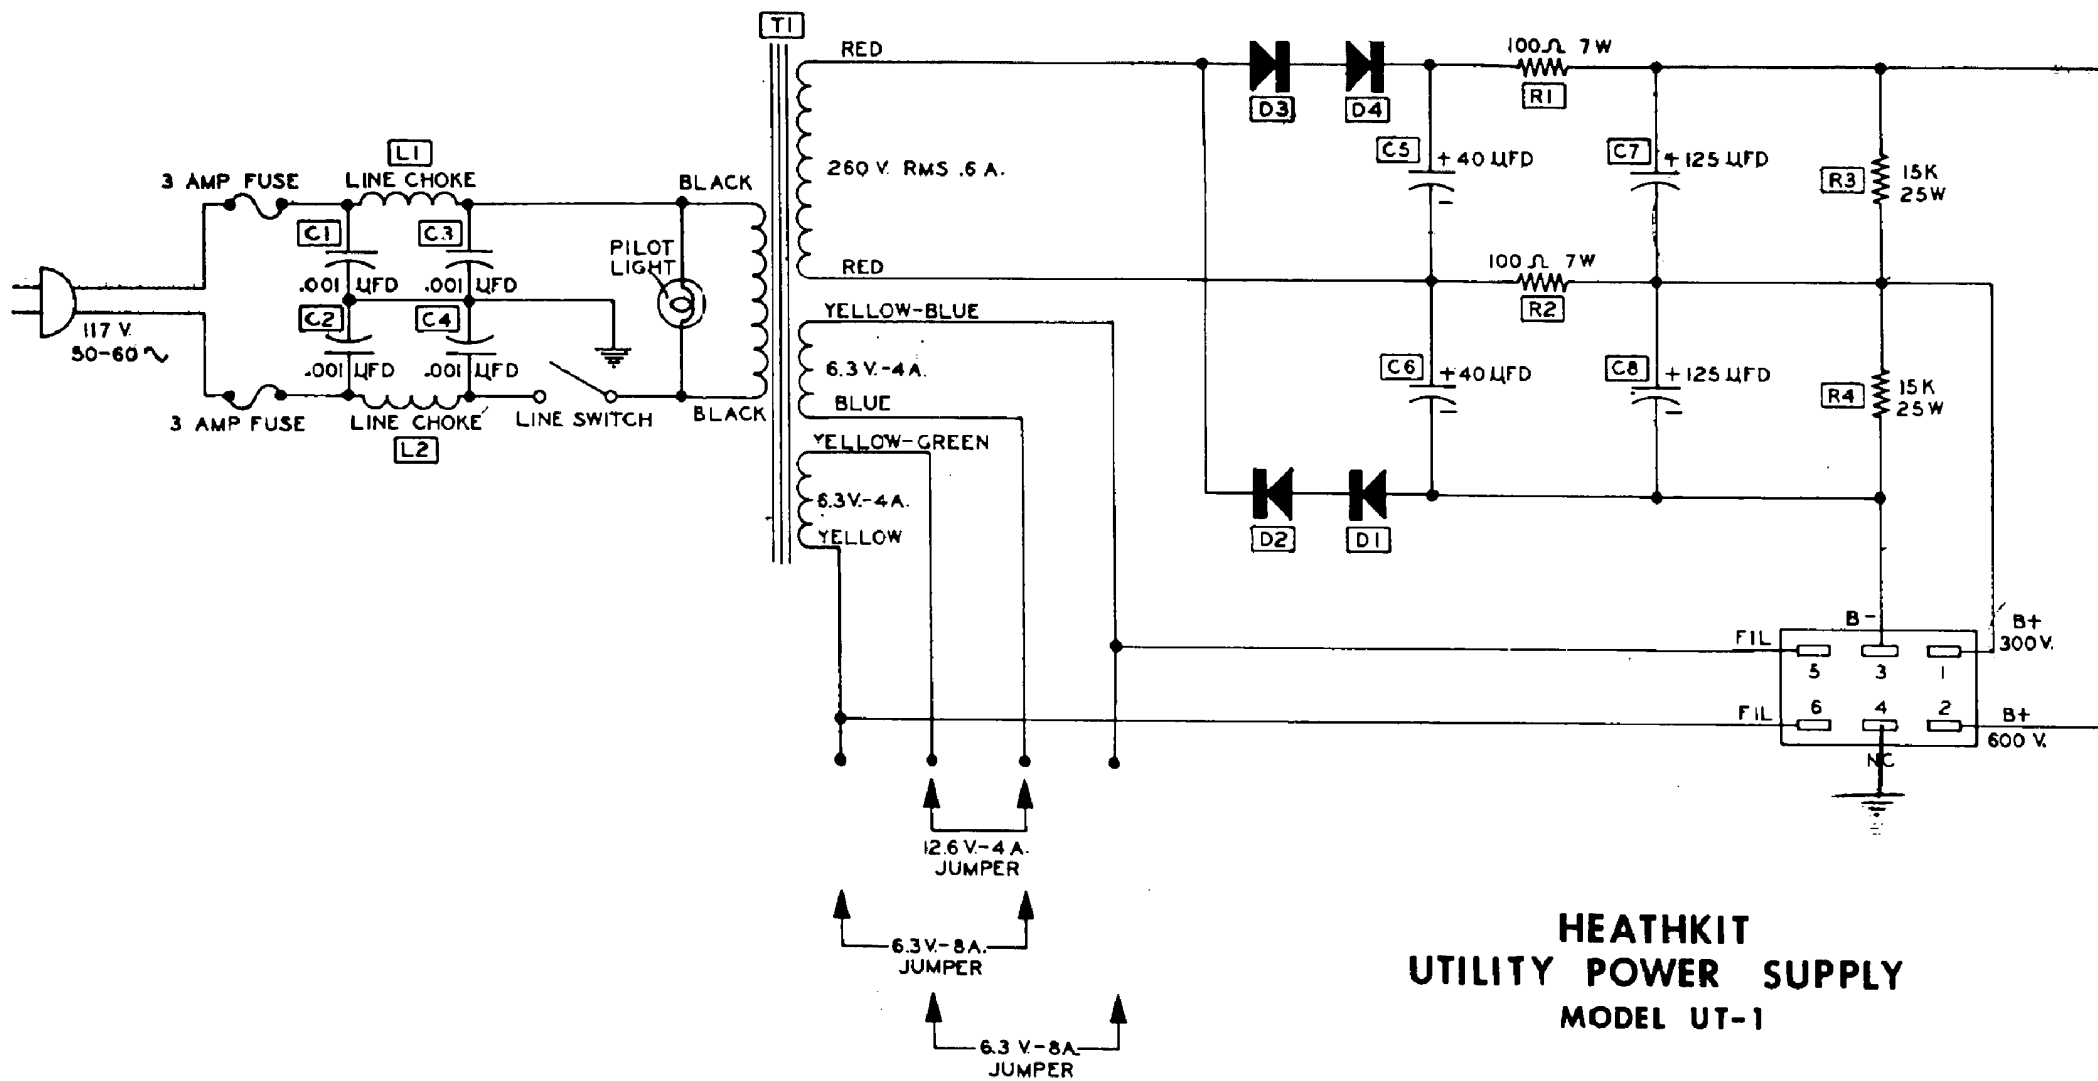 T1
RED
100Ω 7W
R1
D3
D4
C5
+ 40 µFD
−
C7
+ 125 µFD
R3
15K
25W
260 V. RMS .6 A.
L1
3 AMP FUSE
LINE CHOKE
BLACK
C1
C3
.001 µFD
.001 µFD
PILOT
LIGHT
RED
100 Ω 7W
R2
117 V.
50-60 ~
C2
C4
.001 µFD
.001 µFD
YELLOW-BLUE
6.3 V.-4A.
BLUE
C6
+ 40 µFD
−
C8
+ 125 µFD
−
R4
15K
25W
3 AMP FUSE
LINE CHOKE
L2
LINE SWITCH
BLACK
YELLOW-GREEN
6.3V.-4A.
YELLOW
D2
D1
B-
FIL
B+
300V.
5 3 1
6 4 2
FIL
B+
600 V.
NC
12.6 V.-4 A.
JUMPER
6.3 V.-8A.
JUMPER
6.3 V.-8A.
JUMPER
HEATHKIT
UTILITY POWER SUPPLY
MODEL UT-1